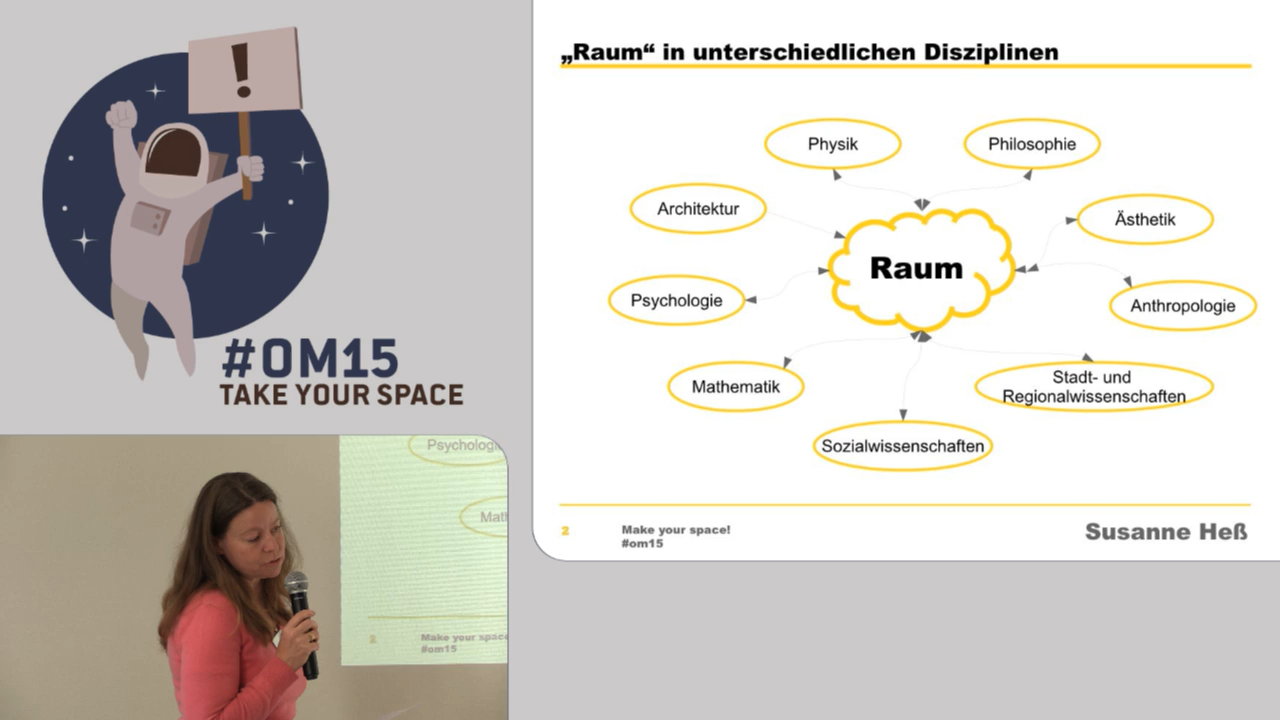 !
#OM15
TAKE YOUR SPACE
„Raum“ in unterschiedlichen Disziplinen
Physik
Philosophie
Architektur
Ästhetik
Raum
Psychologie
Anthropologie
Mathematik
Stadt- und
Regionalwissenschaften
Sozialwissenschaften
2
Make your space!
#om15
Susanne Heß
Psychologi
Math
2
Make your space
#om15